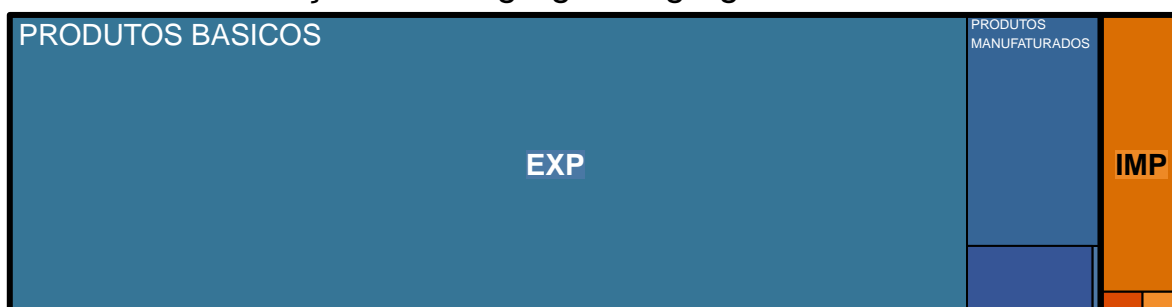 PRODUTOS BASICOS
PRODUTOS
MANUFATURADOS
EXP
IMP